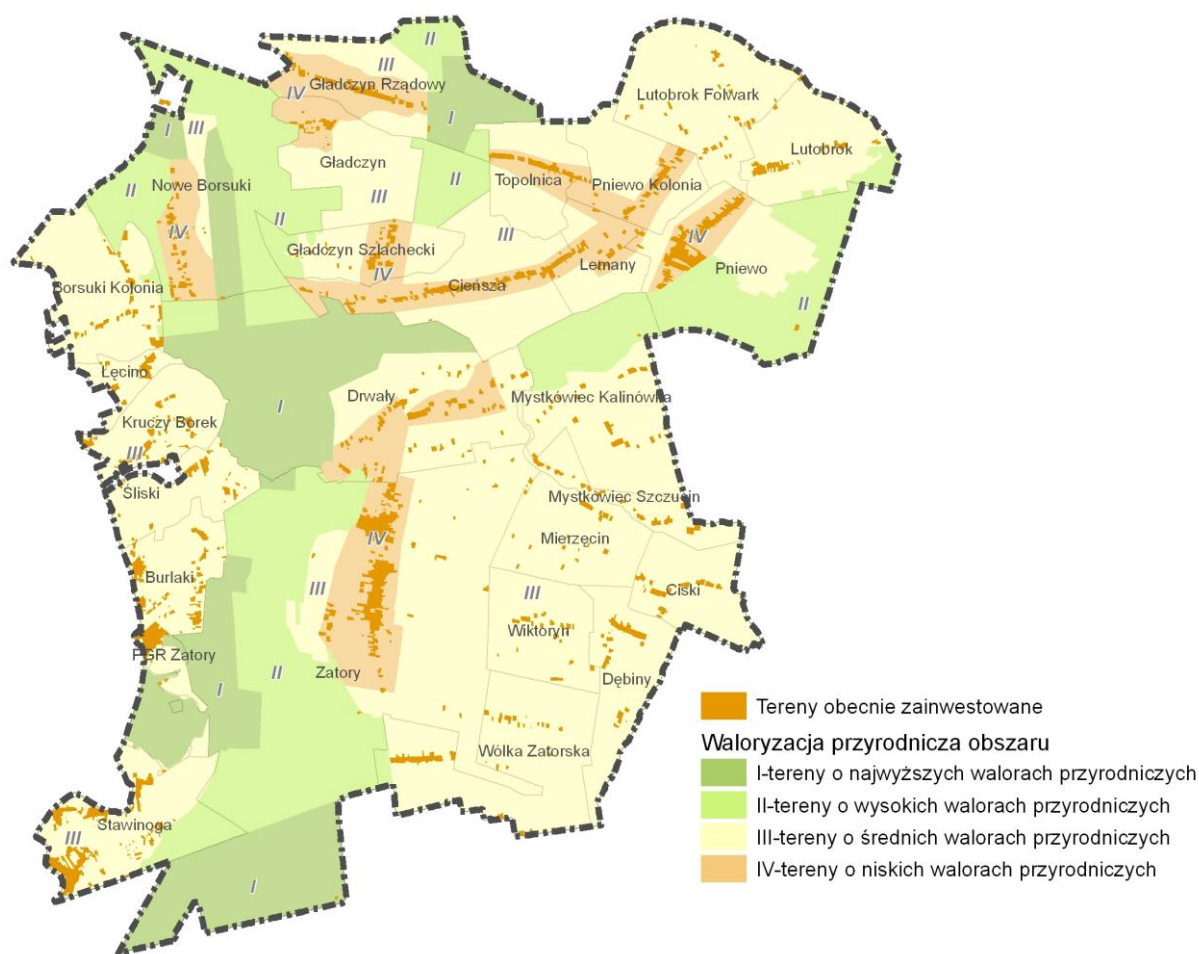 II
III
Gładczyn Rządowy
IV
Lutobrok Folwark
I
I
III
Lutobrok
Gładczyn
Topolnica
Pniewo Kolonia
II
Nowe Borsuki
II
III
II
IV
Gładczyn Szlachecki
III
IV
Lemany
Pniewo
IV
Cieńsza
Borsuki Kolonia
II
Łęcino
Drwały
Mystkówiec Kalinówka
I
Kruczy Borek
III
Śliski
Mystkówiec Szczucin
IV
Mierzęcin
Burlaki
III
III
Ciski
Wiktoryn
PGR Zatory
I
II
Zatory
Dębiny
Tereny obecnie zainwestowane
Waloryzacja przyrodnicza obszaru
Wólka Zatorska
I-tereny o najwyższych walorach przyrodniczych
II-tereny o wysokich walorach przyrodniczych
Stawinoga
III
III-tereny o średnich walorach przyrodniczych
IV-tereny o niskich walorach przyrodniczych
I